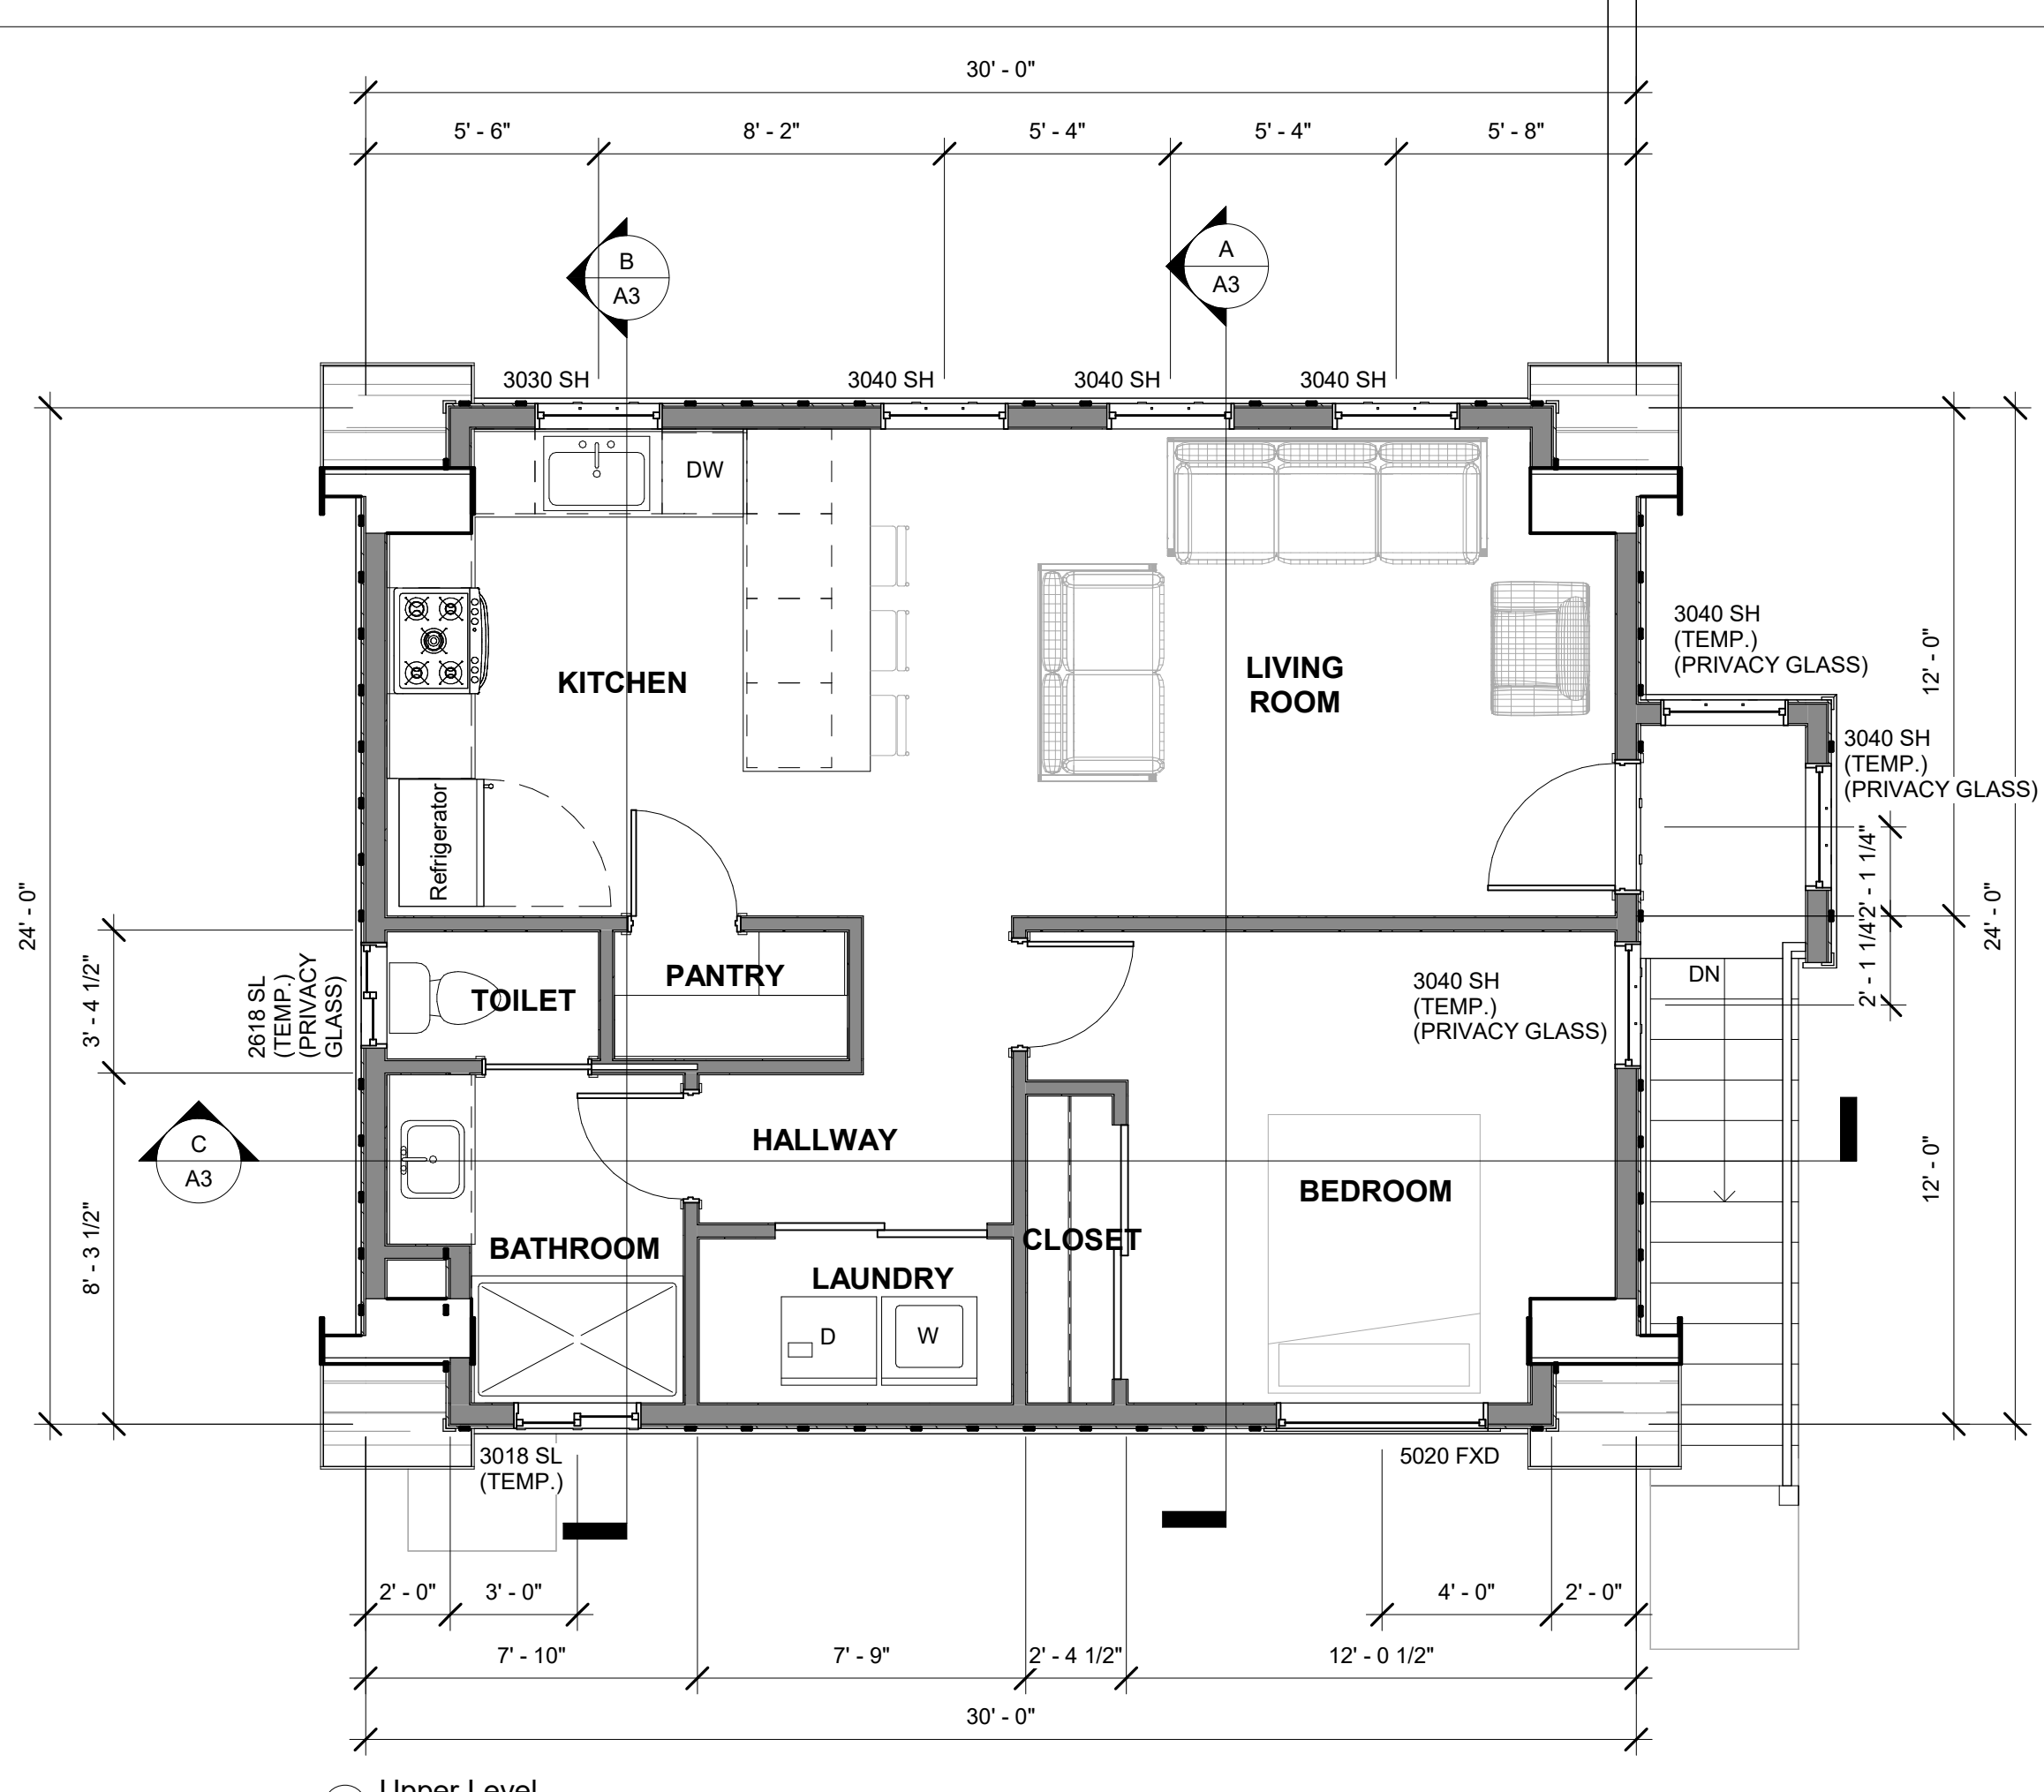 30' - 0"
5' - 6"
8' - 2"
5' - 4"
5' - 4"
5' - 8"
B
A3
A
A3
3030 SH
3040 SH
3040 SH
3040 SH
DW
KITCHEN
LIVING
ROOM
3040 SH
(TEMP.)
(PRIVACY GLASS)
12' - 0"
3040 SH
(TEMP.)
(PRIVACY GLASS)
Refrigerator
2' - 1 1/4"
2' - 1 1/4"
24' - 0"
24' - 0"
3' - 4 1/2"
2618 SL
(TEMP.)
(PRIVACY
GLASS)
TOILET
PANTRY
3040 SH
(TEMP.)
(PRIVACY GLASS)
DN
C
A3
HALLWAY
BEDROOM
12' - 0"
8' - 3 1/2"
BATHROOM
CLOSET
LAUNDRY
D
W
3018 SL
(TEMP.)
5020 FXD
2' - 0"
3' - 0"
4' - 0"
2' - 0"
7' - 10"
7' - 9"
2' - 4 1/2"
12' - 0 1/2"
30' - 0"
Upper Level